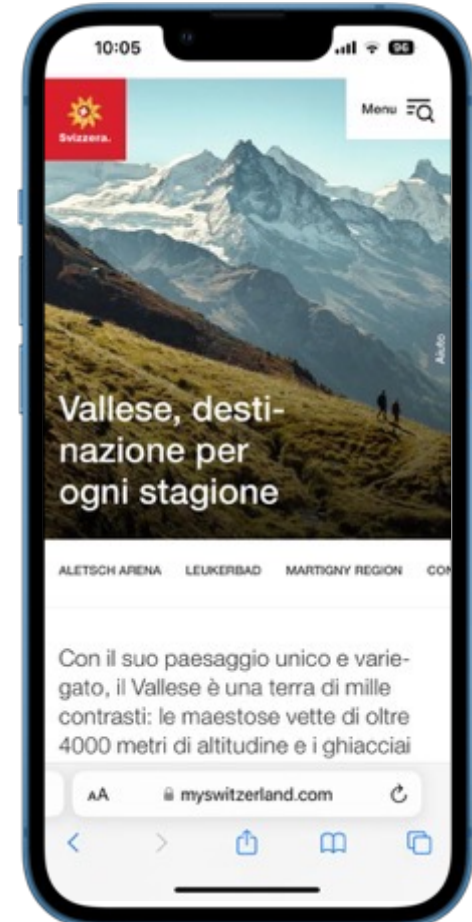 10:05
96
Svizzera.
Menu
Aiuto
Vallese, desti-
nazione per
ogni stagione
ALETSCH ARENA LEUKERBAD MARTIGNY REGION CON
Con il suo paesaggio unico e varie-
gato, il Vallese è una terra di mille
contrasti: le maestose vette di oltre
4000 metri di altitudine e i ghiacciai
AA myswitzerland.com